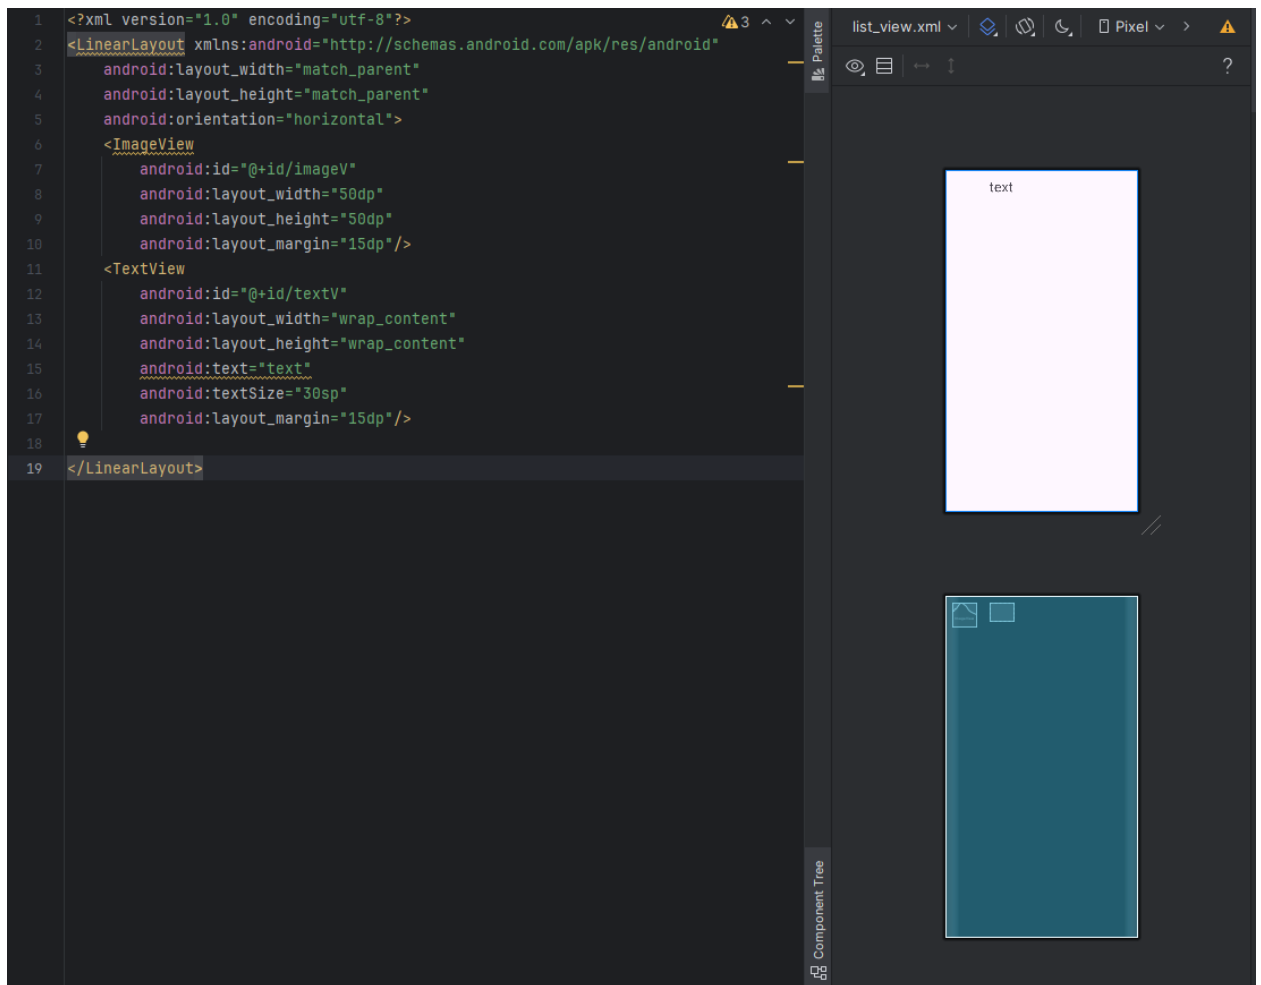 1 <?xml version="1.0" encoding="utf-8"?>
2 <LinearLayout xmlns:android="http://schemas.android.com/apk/res/android"
3     android:layout_width="match_parent"
4     android:layout_height="match_parent"
5     android:orientation="horizontal">
6     <ImageView
7         android:id="@+id/imageV"
8         android:layout_width="50dp"
9         android:layout_height="50dp"
10         android:layout_margin="15dp"/>
11     <TextView
12         android:id="@+id/textV"
13         android:layout_width="wrap_content"
14         android:layout_height="wrap_content"
15         android:text="text"
16         android:textSize="30sp"
17         android:layout_margin="15dp"/>
18
19 </LinearLayout>
3
Palette
Component Tree
list_view.xml
Pixel
?
text